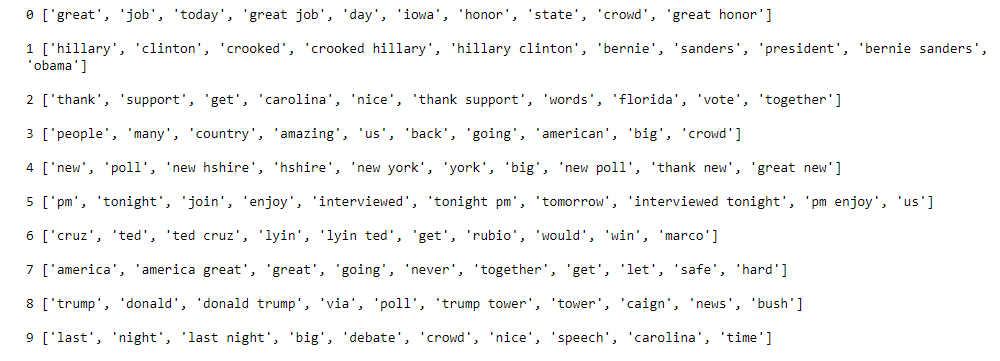 0 ['great', 'job', 'today', 'great job', 'day', 'iowa', 'honor', 'state', 'crowd', 'great honor']
1 ['hillary', 'clinton', 'crooked', 'crooked hillary', 'hillary clinton', 'bernie', 'sanders', 'president', 'bernie sanders',
'obama']
2 ['thank', 'support', 'get', 'carolina', 'nice', 'thank support', 'words', 'florida', 'vote', 'together']
3 ['people', 'many', 'country', 'amazing', 'us', 'back', 'going', 'american', 'big', 'crowd']
4 ['new', 'poll', 'new hshire', 'hshire', 'new york', 'york', 'big', 'new poll', 'thank new', 'great new']
5 ['pm', 'tonight', 'join', 'enjoy', 'interviewed', 'tonight pm', 'tomorrow', 'interviewed tonight', 'pm enjoy', 'us']
6 ['cruz', 'ted', 'ted cruz', 'lyin', 'lyin ted', 'get', 'rubio', 'would', 'win', 'marco']
7 ['america', 'america great', 'great', 'going', 'never', 'together', 'get', 'let', 'safe', 'hard']
8 ['trump', 'donald', 'donald trump', 'via', 'poll', 'trump tower', 'tower', 'caign', 'news', 'bush']
9 ['last', 'night', 'last night', 'big', 'debate', 'crowd', 'nice', 'speech', 'carolina', 'time']